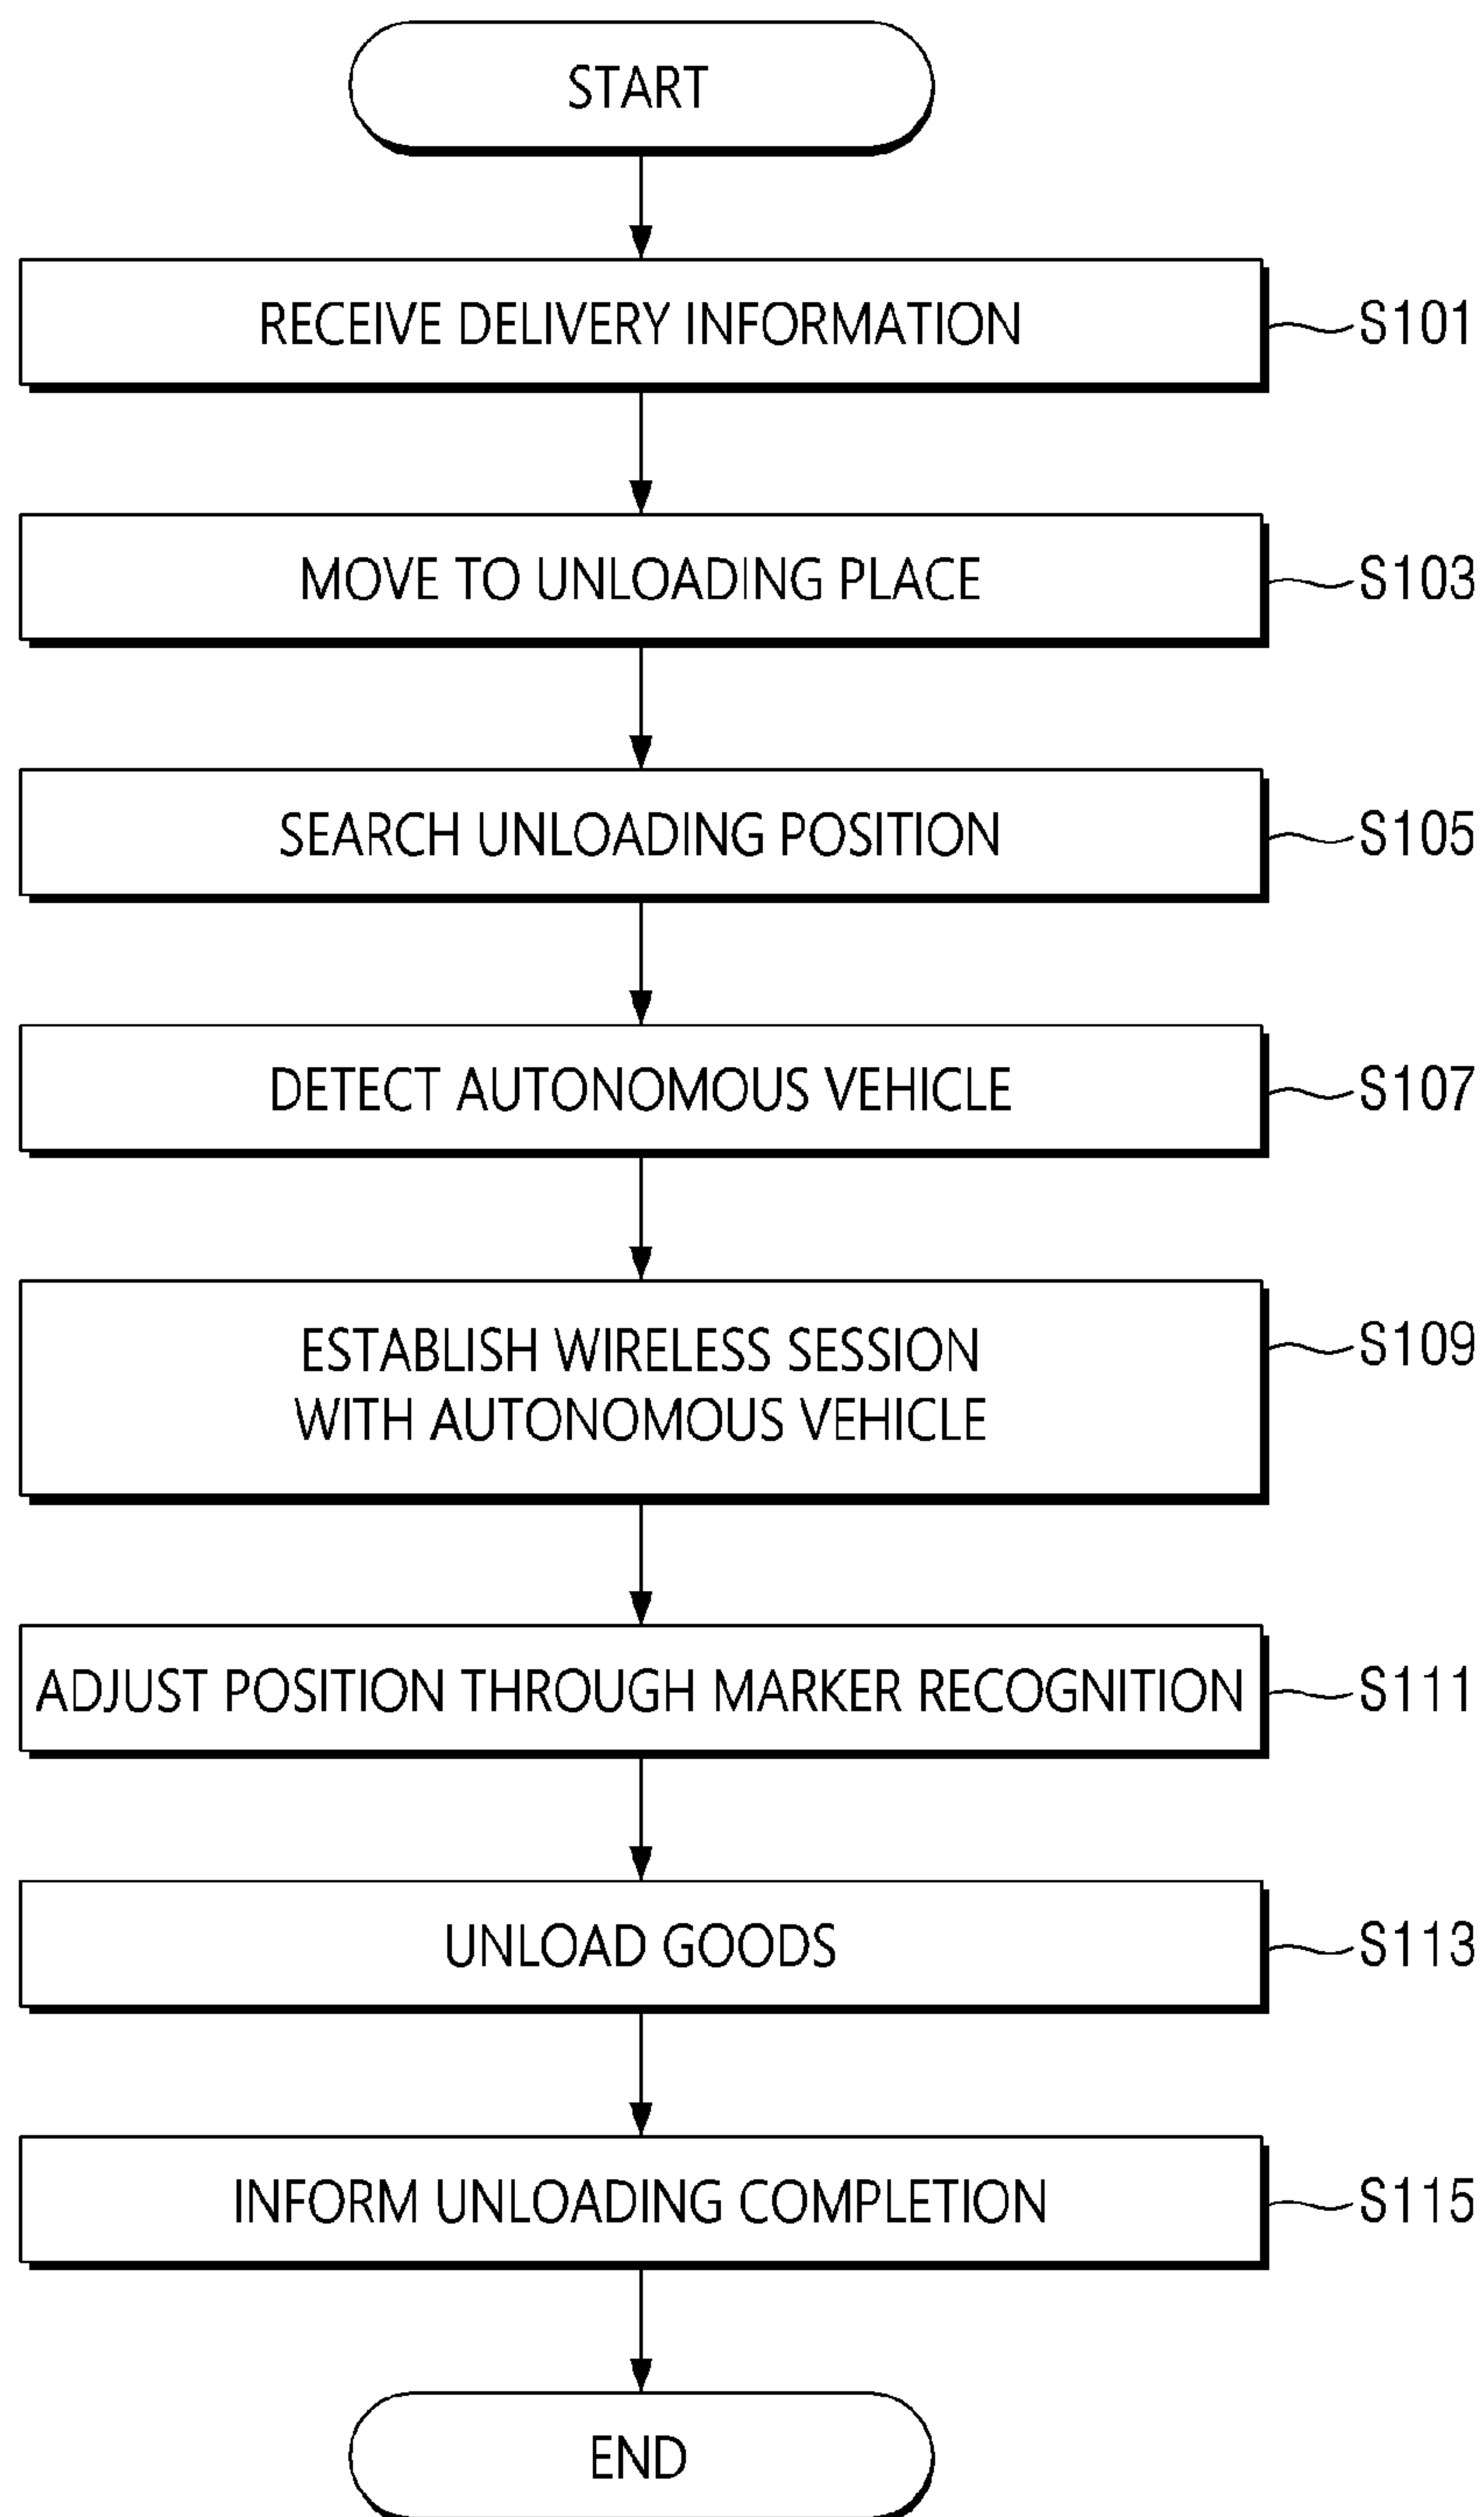 START
RECEIVE DELIVERY INFORMATION
S101
MOVE TO UNLOADING PLACE
S103
SEARCH UNLOADING POSITION
S105
DETECT AUTONOMOUS VEHICLE
S107
ESTABLISH WIRELESS SESSION
WITH AUTONOMOUS VEHICLE
S109
ADJUST POSITION THROUGH MARKER RECOGNITION
S111
UNLOAD GOODS
S113
INFORM UNLOADING COMPLETION
S115
END